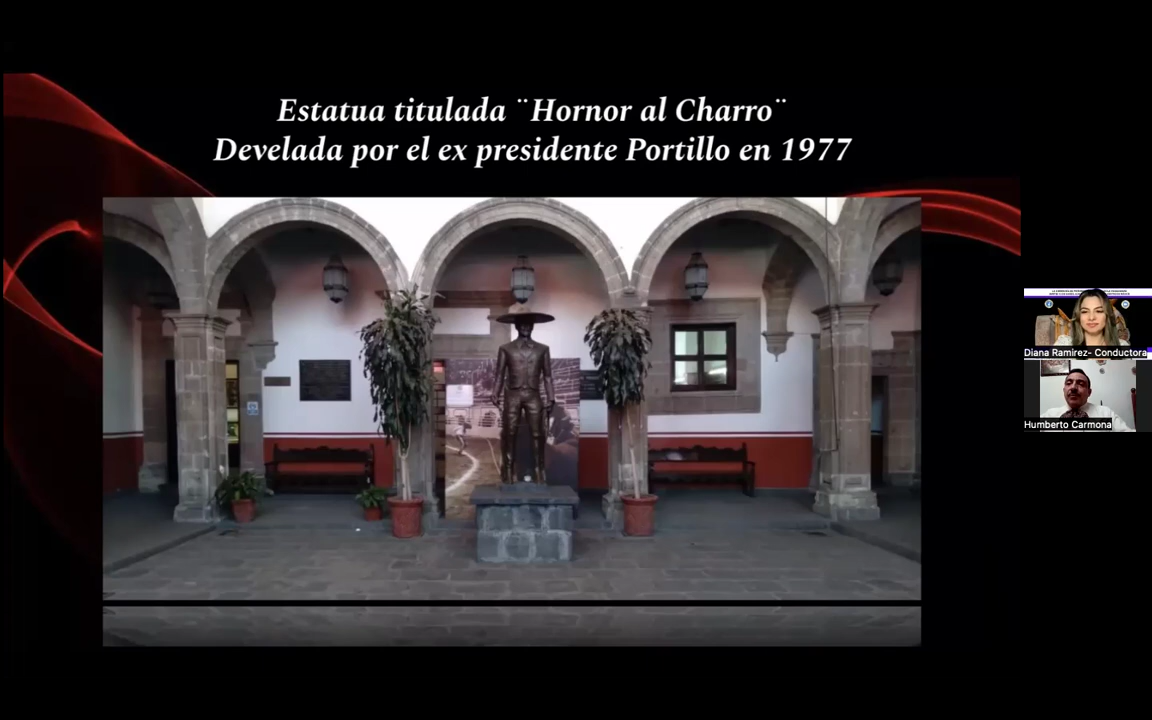 Estatua titulada ¨Hornor al Charro¨
Develada por el ex presidente Portillo en 1977
Diana Ramirez- Conductora
Humberto Carmona